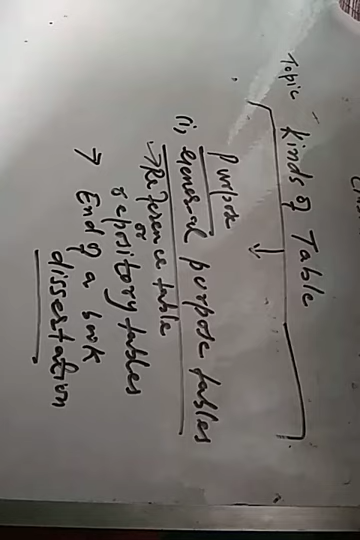 Topic - Kinds of Table
Purpose
(i) General purpose tables
→ Reference table
or
repository tables
→ End of a book
dissertation